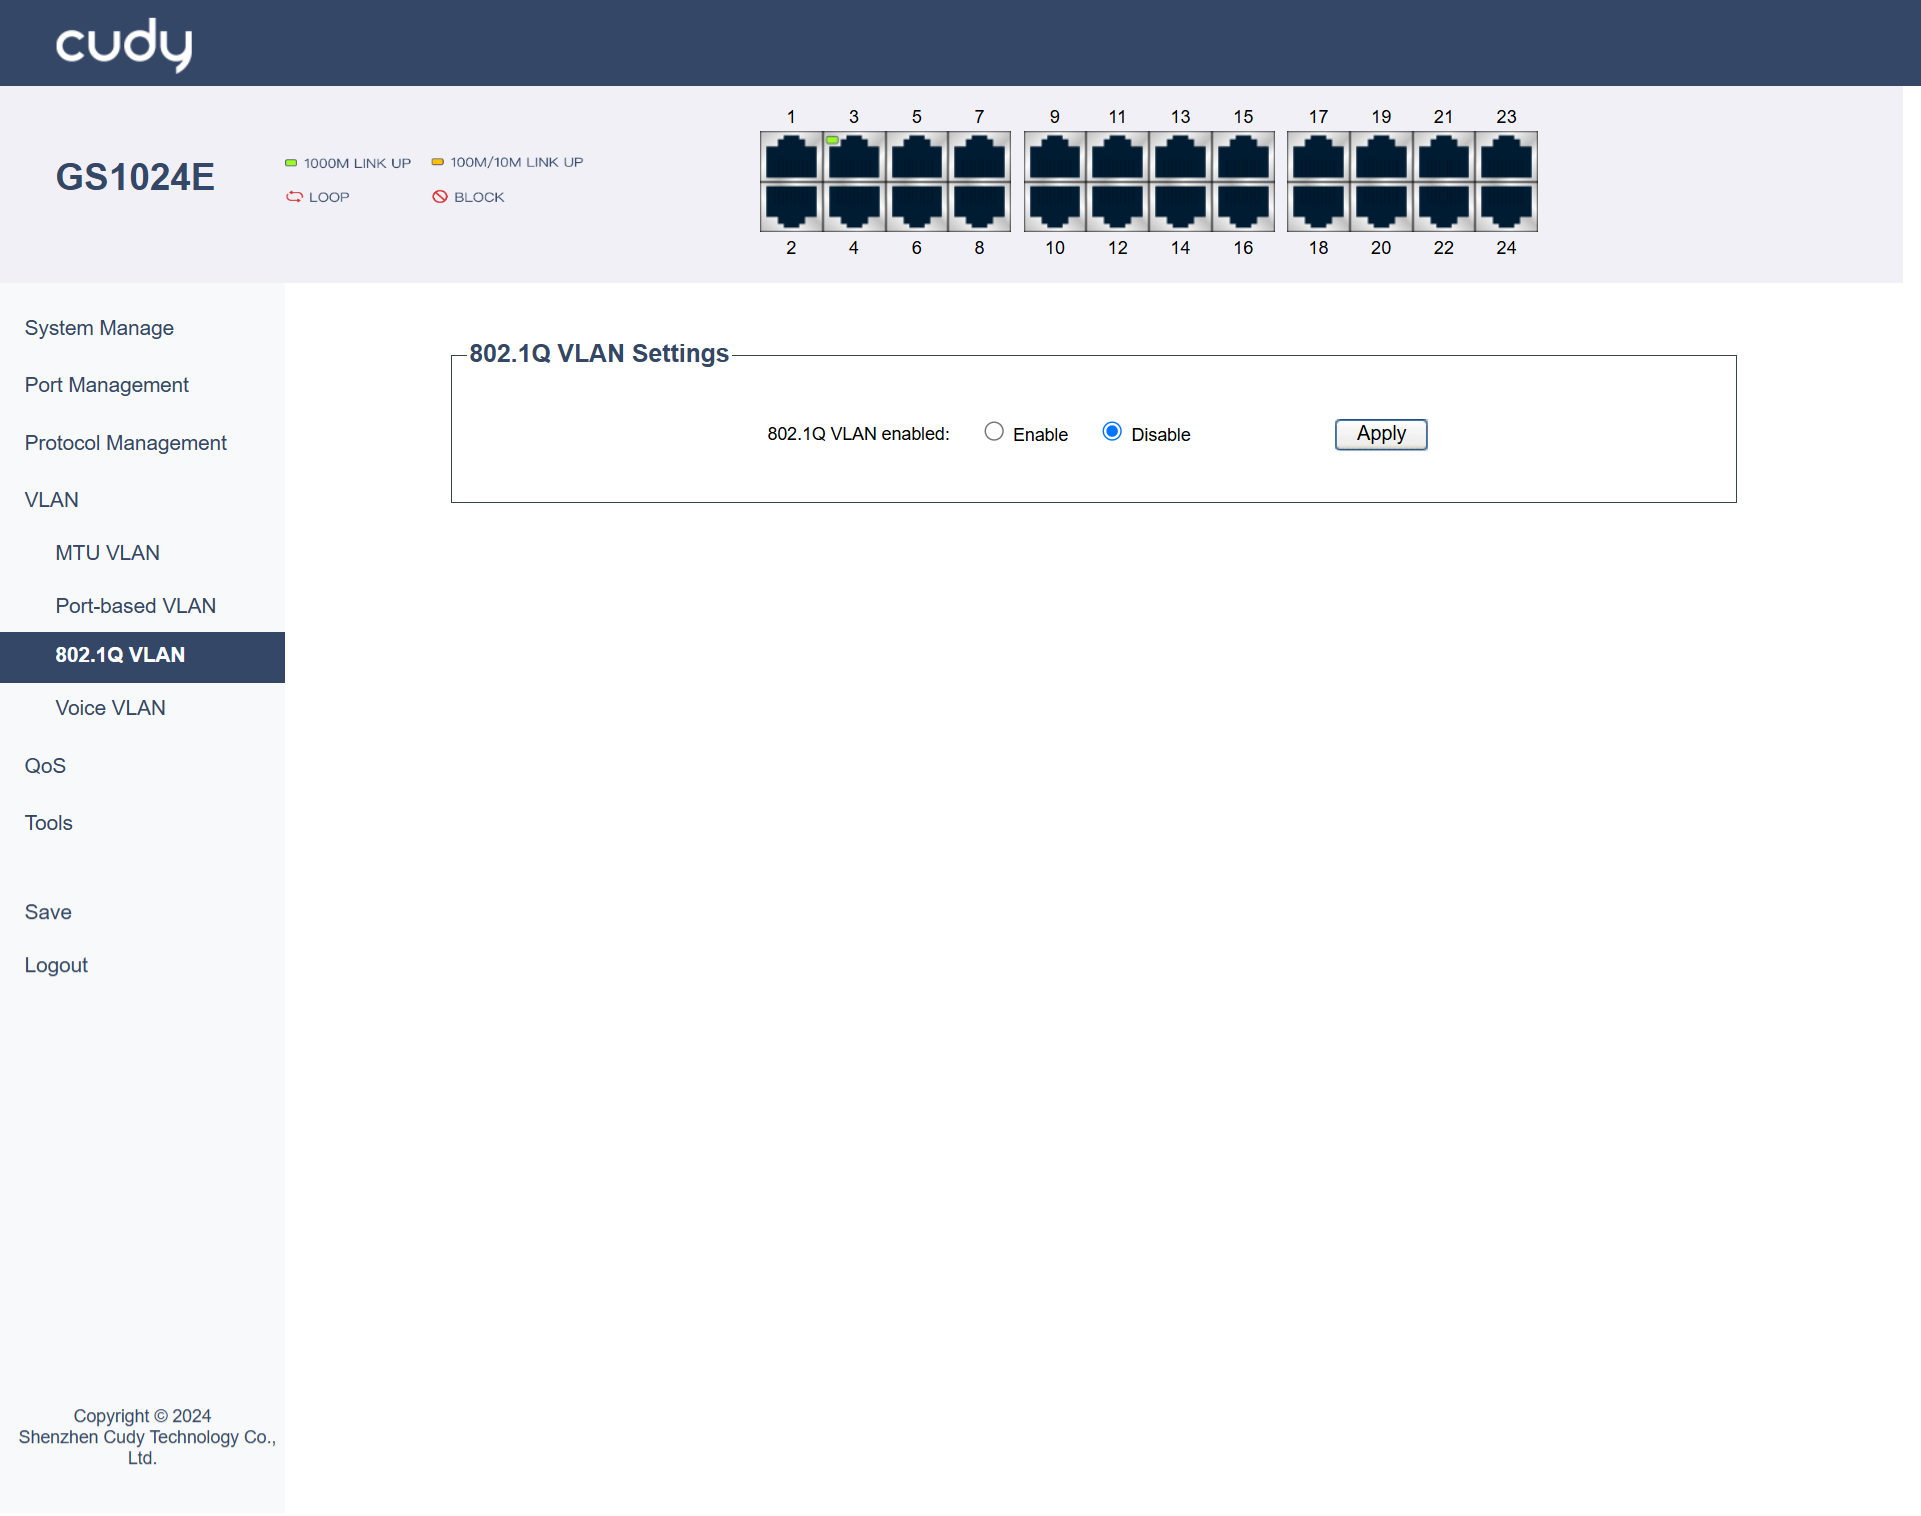 cudy
GS1024E
1000M LINK UP 100M/10M LINK UP
LOOP BLOCK
1 3 5 7 9 11 13 15 17 19 21 23
2 4 6 8 10 12 14 16 18 20 22 24
System Manage
Port Management
Protocol Management
VLAN
MTU VLAN
Port-based VLAN
802.1Q VLAN
Voice VLAN
QoS
Tools
Save
Logout
802.1Q VLAN Settings
802.1Q VLAN enabled: Enable Disable Apply
Copyright © 2024
Shenzhen Cudy Technology Co.,
Ltd.